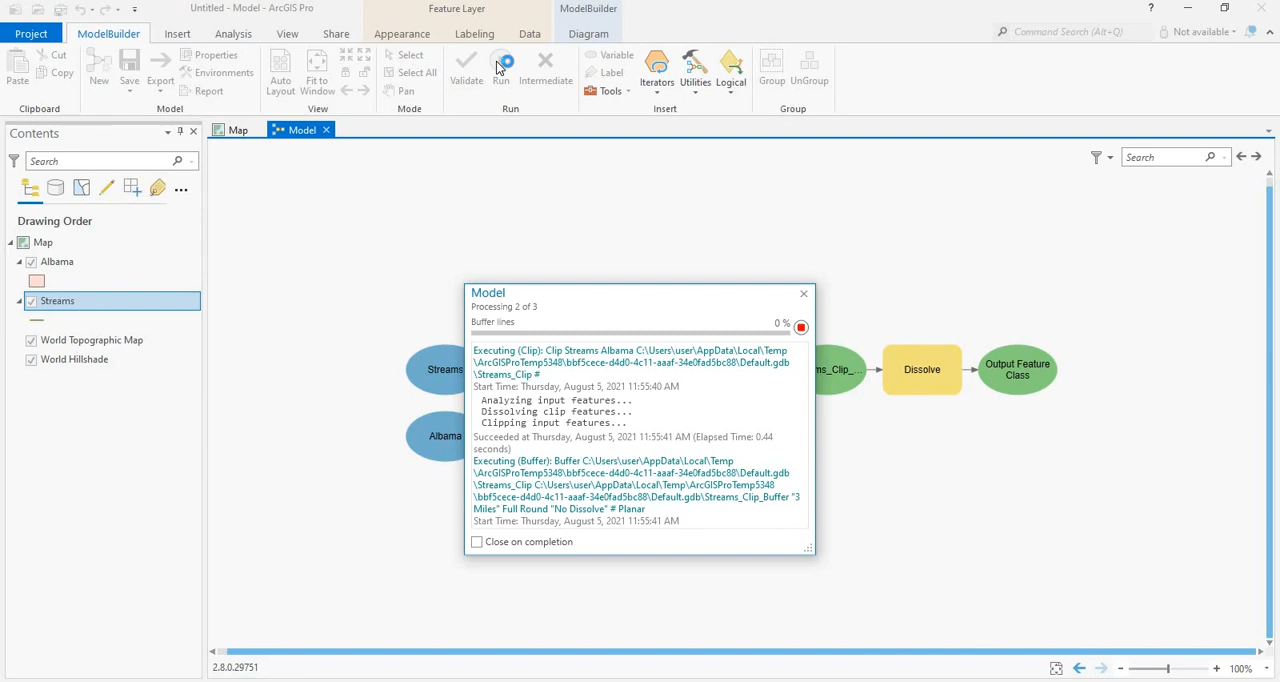 Untitled - Model - ArcGIS Pro
Feature Layer
ModelBuilder
?
Project
ModelBuilder
Insert
Analysis
View
Share
Appearance
Labeling
Data
Diagram
Command Search (Alt+Q)
Not available
Paste
Cut
Copy
Clipboard
New
Save
Export
Properties
Environments
Report
Model
Auto Layout
Fit to Window
View
Select
Select All
Pan
Mode
Validate
Run
Intermediate
Run
Variable
Label
Tools
Iterators
Utilities
Logical
Insert
Group
UnGroup
Group
Contents
Search
Drawing Order
Map
Albama
Streams
World Topographic Map
World Hillshade
Map
Model
Search
Streams
Albama
ms_Clip_...
Dissolve
Output Feature
Class
Model
Processing 2 of 3
Buffer lines
0 %
Executing (Clip): Clip Streams Albama C:\Users\user\AppData\Local\Temp
\ArcGISProTemp5348\bbf5cece-d4d0-4c11-aaaf-34e0fad5bc88\Default.gdb
\Streams_Clip #
Start Time: Thursday, August 5, 2021 11:55:40 AM
Analyzing input features...
Dissolving clip features...
Clipping input features...
Succeeded at Thursday, August 5, 2021 11:55:41 AM (Elapsed Time: 0.44
seconds)
Executing (Buffer): Buffer C:\Users\user\AppData\Local\Temp
\ArcGISProTemp5348\bbf5cece-d4d0-4c11-aaaf-34e0fad5bc88\Default.gdb
\Streams_Clip C:\Users\user\AppData\Local\Temp\ArcGISProTemp5348
\bbf5cece-d4d0-4c11-aaaf-34e0fad5bc88\Default.gdb\Streams_Clip_Buffer "3
Miles" Full Round "No Dissolve" # Planar
Start Time: Thursday, August 5, 2021 11:55:41 AM
Close on completion
2.8.0.29751
100%